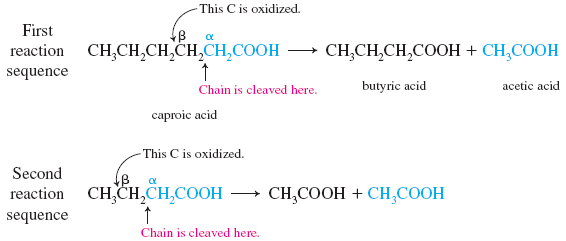 This C is oxidized.
β α
First reaction sequence
CH₃CH₂CH₂CH₂CH₂COOH ⟶ CH₃CH₂CH₂COOH + CH₃COOH
Chain is cleaved here.
butyric acid acetic acid
caproic acid
This C is oxidized.
β α
Second reaction sequence
CH₃CH₂CH₂COOH ⟶ CH₃COOH + CH₃COOH
Chain is cleaved here.